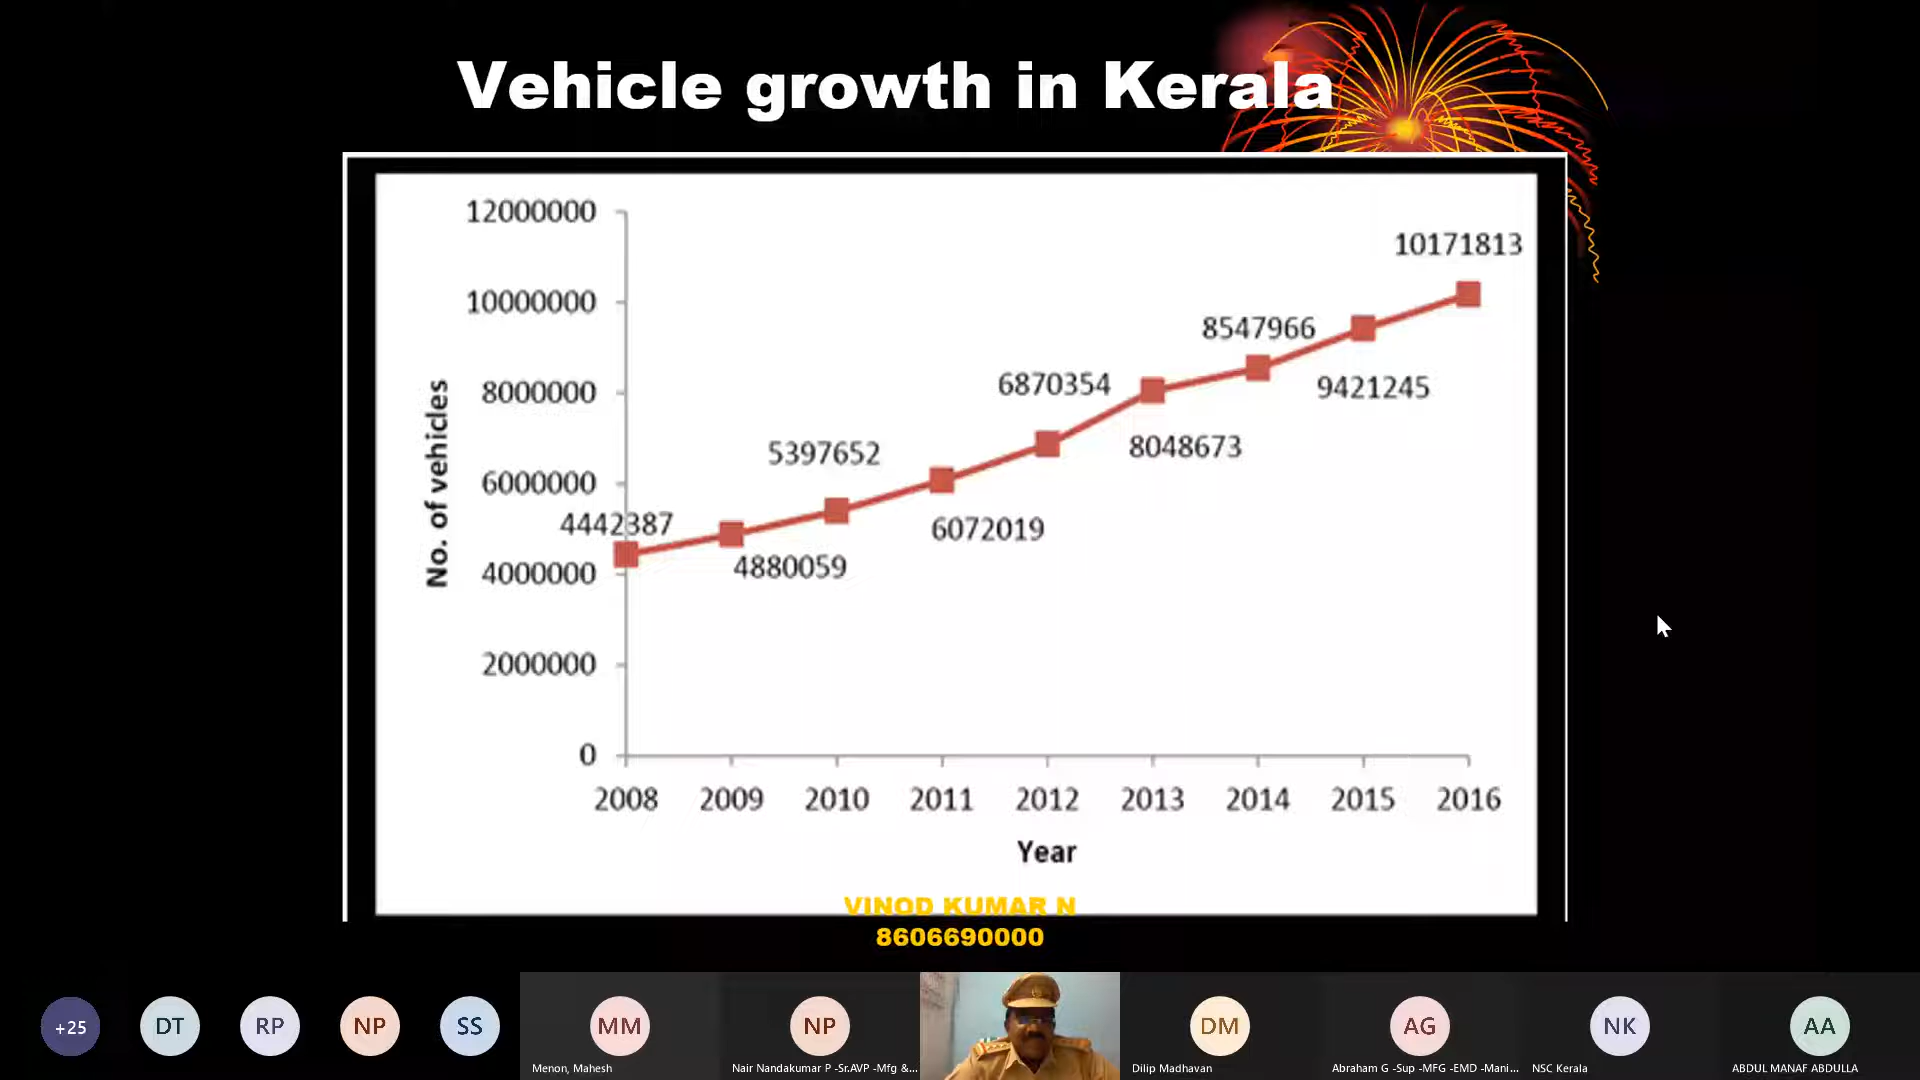 Vehicle growth in Kerala
12000000
10000000
8000000
6000000
4000000
2000000
0
No. of vehicles
4442387
4880059
5397652
6072019
6870354
8048673
8547966
9421245
10171813
2008 2009 2010 2011 2012 2013 2014 2015 2016
Year
VINOD KUMAR N
8606690000
+25 DT RP NP SS MM NP DM AG NK AA
Menon, Mahesh
Nair Nandakumar P -Sr.AVP -Mfg &...
Dilip Madhavan
Abraham G -Sup -MFG -EMD -Mani...
NSC Kerala
ABDUL MANAF ABDULLA